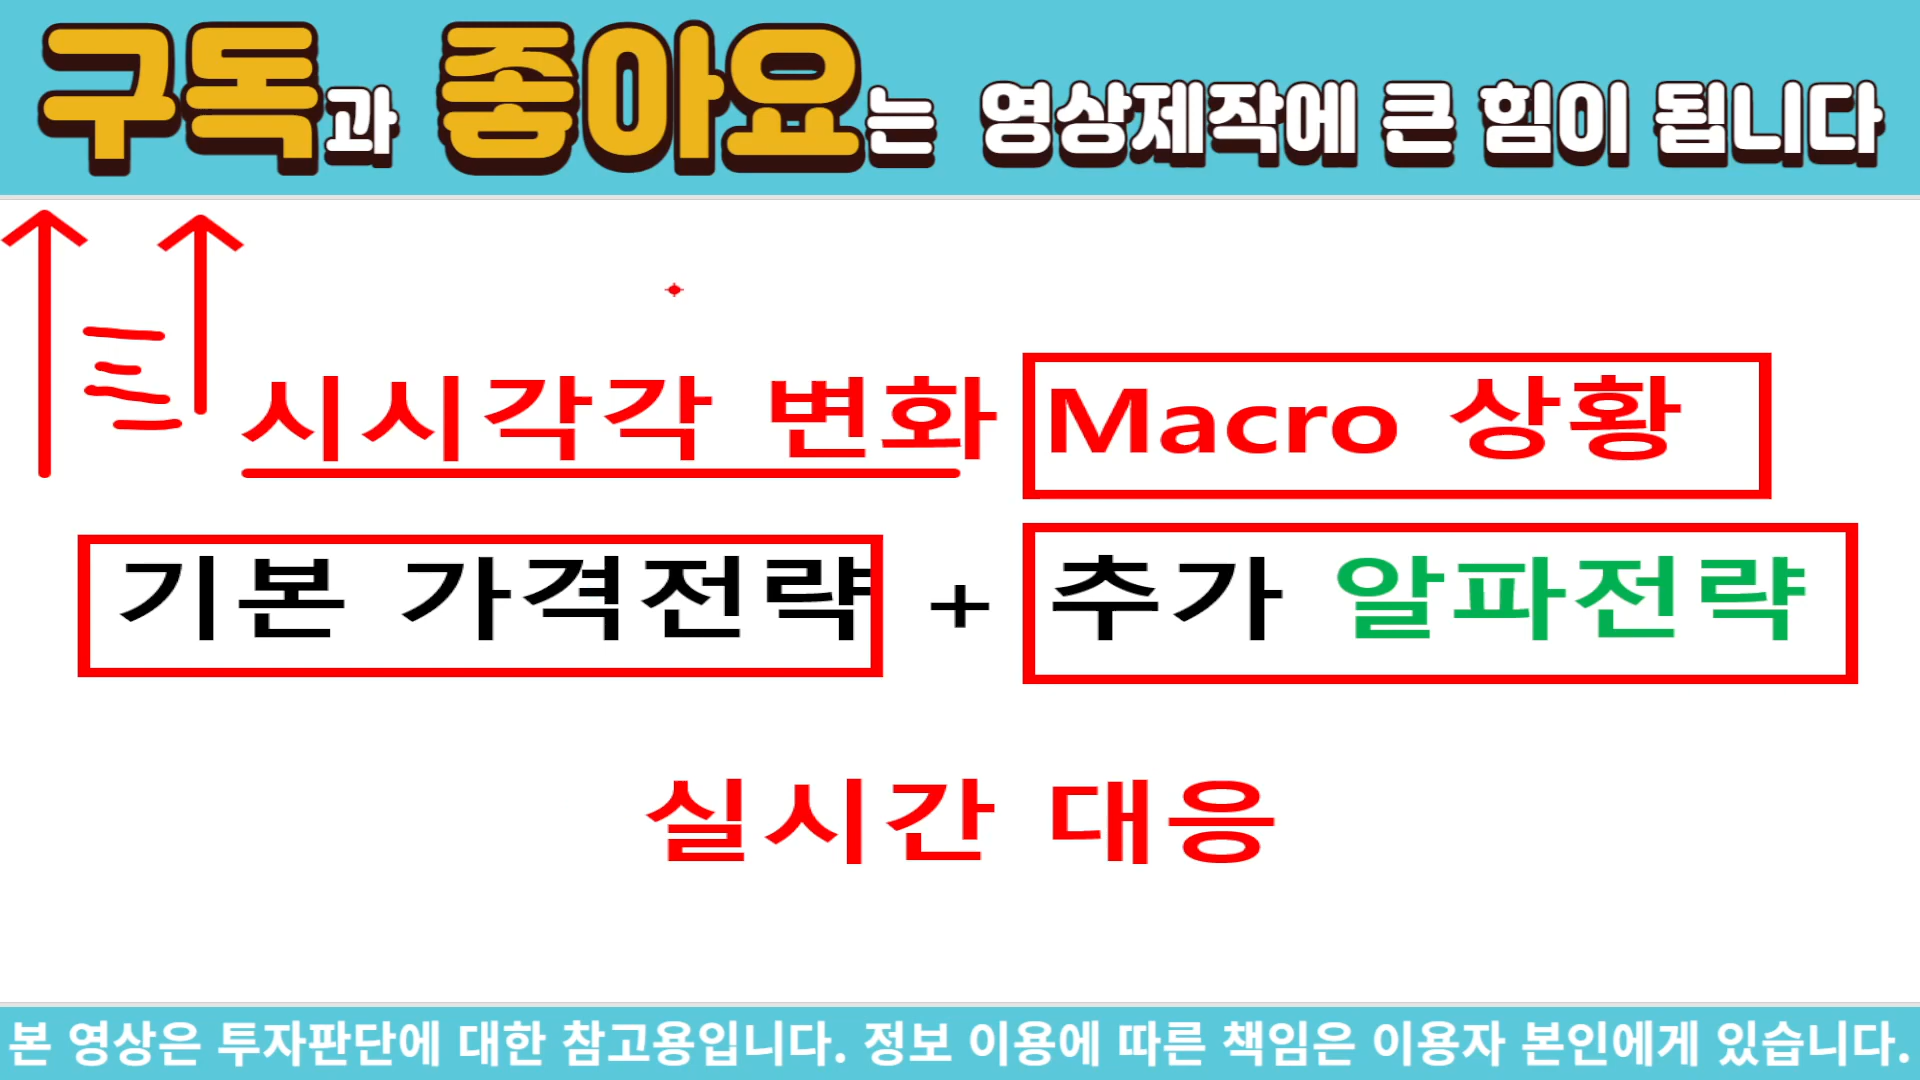 구독과 좋아요는 영상제작에 큰 힘이 됩니다
시시각각 변화 Macro 상황
기본 가격전략 + 추가 알파전략
실시간 대응
본 영상은 투자판단에 대한 참고용입니다. 정보 이용에 따른 책임은 이용자 본인에게 있습니다.